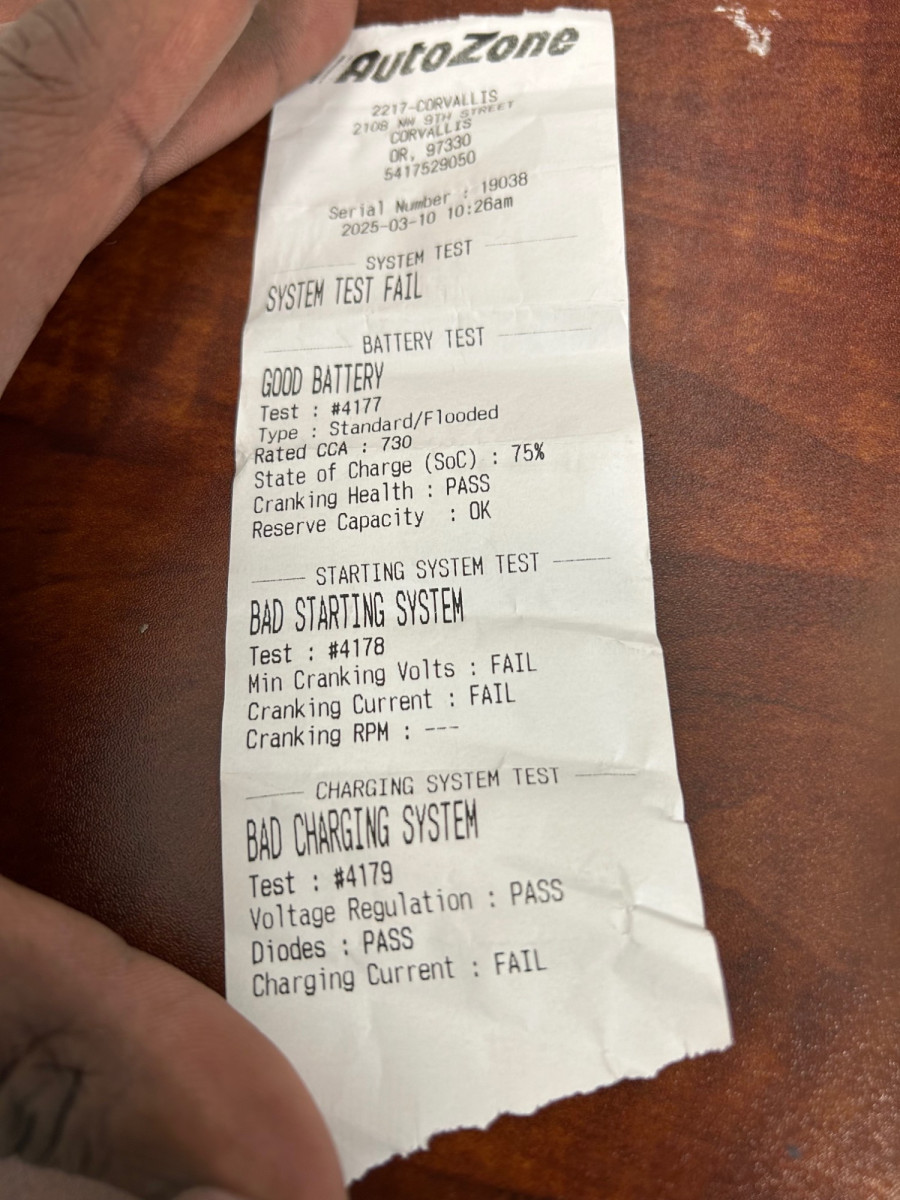 AutoZone
2217-CORVALLIS
2108 NW 9TH STREET
CORVALLIS
OR, 97330
5417529050
Serial Number : 19038
2025-03-10 10:26am
SYSTEM TEST
SYSTEM TEST FAIL
BATTERY TEST
GOOD BATTERY
Test : #4177
Type : Standard/Flooded
Rated CCA : 730
State of Charge (SoC) : 75%
Cranking Health : PASS
Reserve Capacity : OK
STARTING SYSTEM TEST
BAD STARTING SYSTEM
Test : #4178
Min Cranking Volts : FAIL
Cranking Current : FAIL
Cranking RPM : ---
CHARGING SYSTEM TEST
BAD CHARGING SYSTEM
Test : #4179
Voltage Regulation : PASS
Diodes : PASS
Charging Current : FAIL